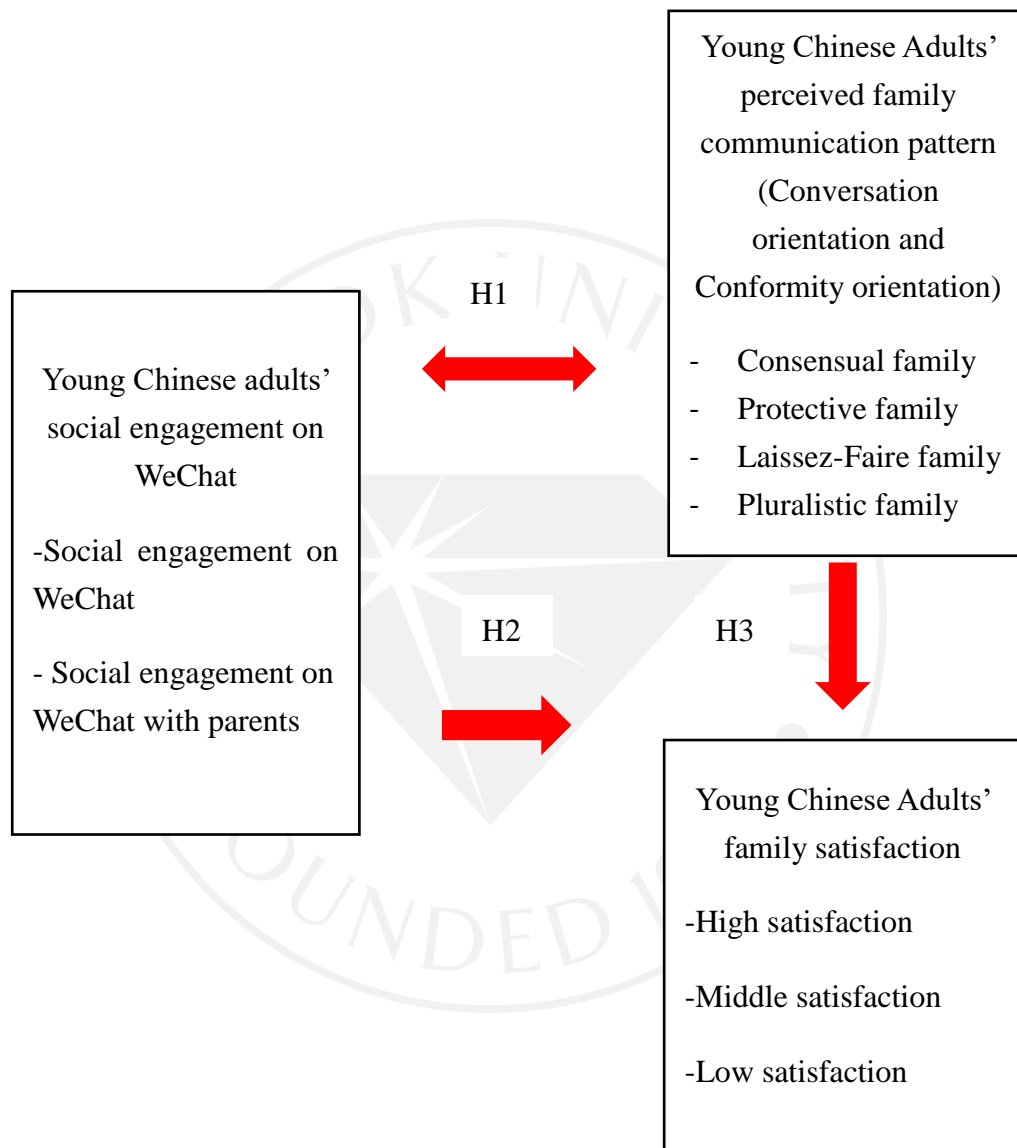 Young Chinese Adults’
perceived family
communication pattern
(Conversation
orientation and
Conformity orientation)
- Consensual family
- Protective family
- Laissez-Faire family
- Pluralistic family
H1
Young Chinese adults’
social engagement on
WeChat
-Social engagement on
WeChat
- Social engagement on
WeChat with parents
H2
H3
Young Chinese Adults’
family satisfaction
-High satisfaction
-Middle satisfaction
-Low satisfaction
OUNDED